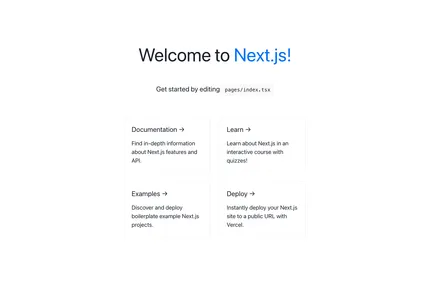 Welcome to Next.js!
Get started by editing pages/index.tsx
Documentation →
Find in-depth information
about Next.js features and
API.
Learn →
Learn about Next.js in an
interactive course with
quizzes!
Examples →
Discover and deploy
boilerplate example Next.js
projects.
Deploy →
Instantly deploy your Next.js
site to a public URL with
Vercel.